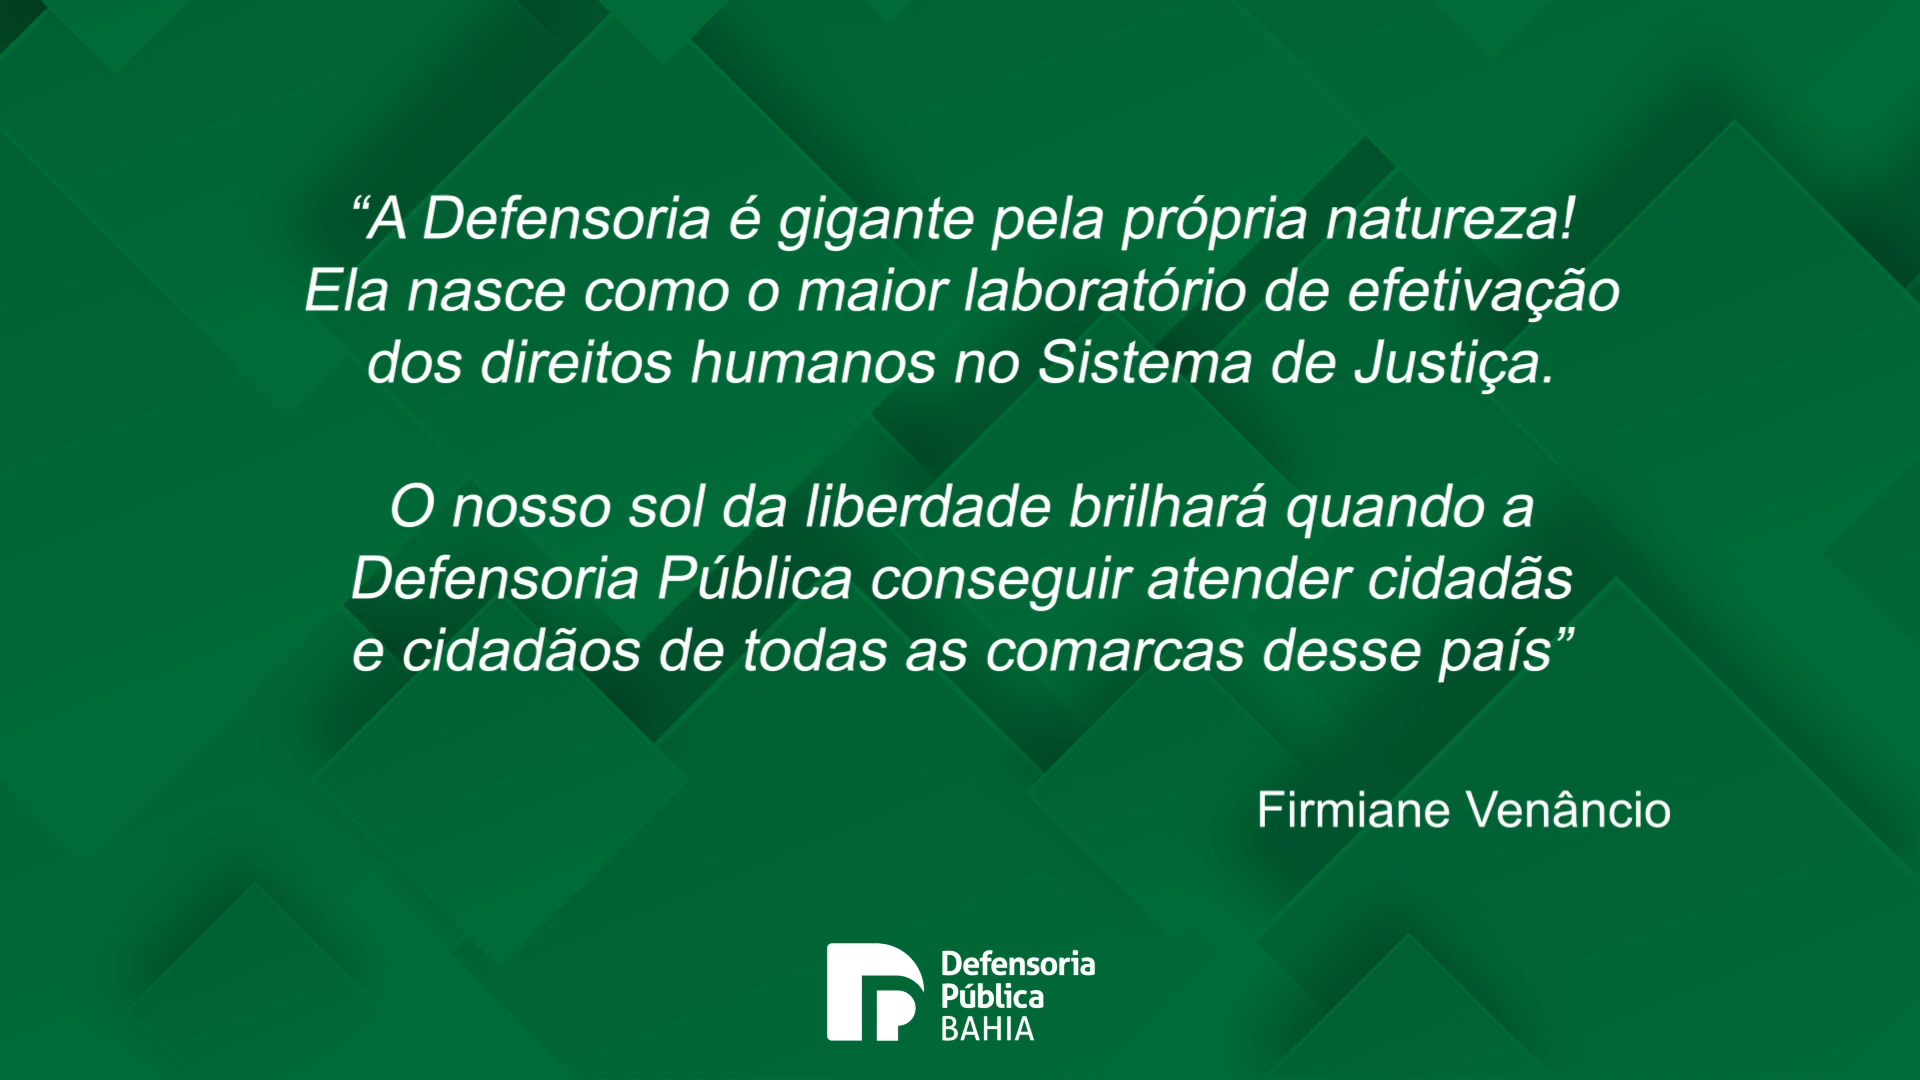 “A Defensoria é gigante pela própria natureza!
Ela nasce como o maior laboratório de efetivação
dos direitos humanos no Sistema de Justiça.
O nosso sol da liberdade brilhará quando a
Defensoria Pública conseguir atender cidadãs
e cidadãos de todas as comarcas desse país”
Firmiane Venâncio
Defensoria
Pública
BAHIA